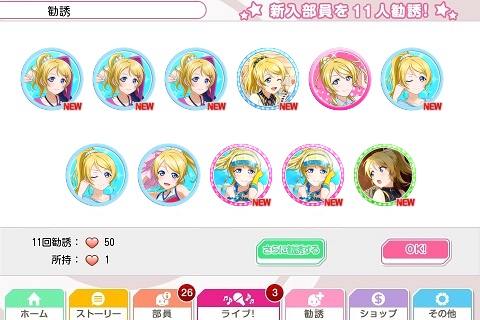 勧誘
新入部員を11人勧誘!
NEW
NEW
NEW
NEW
NEW
NEW
NEW
NEW
11回勧誘: 50
所持: 1
さらに勧誘する
OK!
26
3
ホーム
ストーリー
部員
ライブ!
勧誘
ショップ
その他